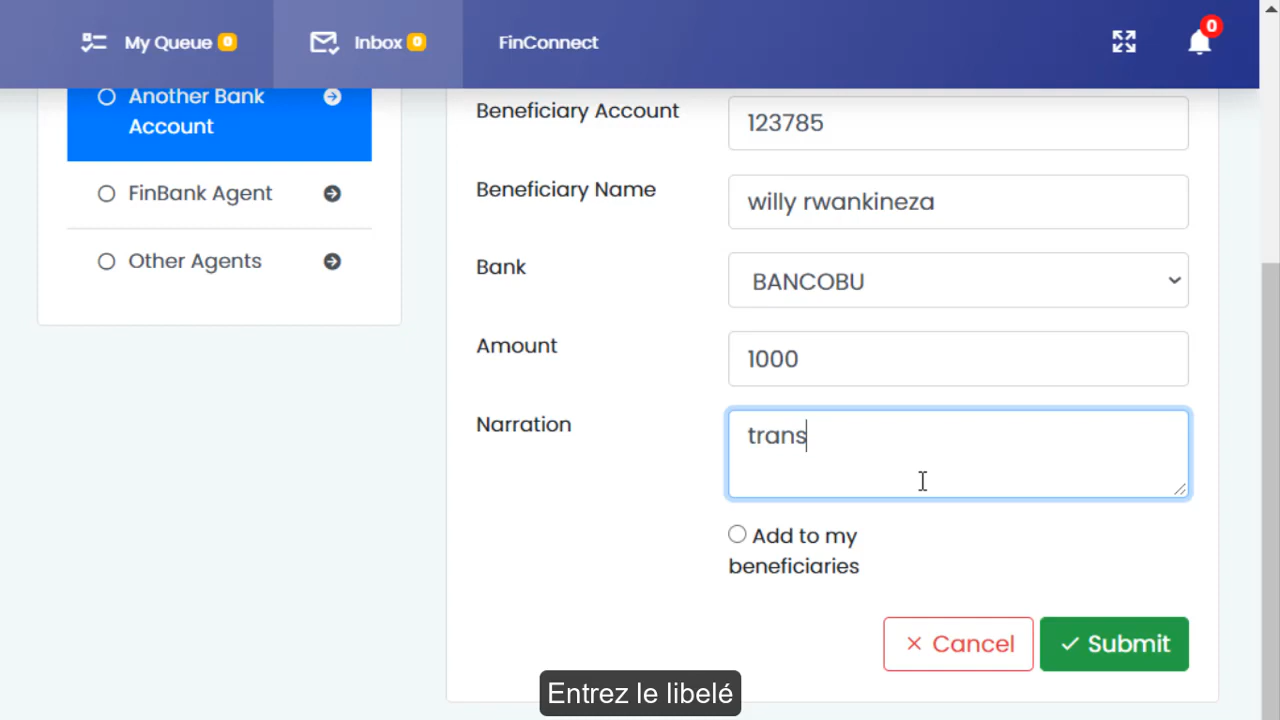 My Queue 0
Inbox 0
FinConnect
0
Another Bank
Account
FinBank Agent
Other Agents
Beneficiary Account
123785
Beneficiary Name
willy rwankineza
Bank
BANCOBU
Amount
1000
Narration
trans
Add to my
beneficiaries
Cancel
Submit
Entrez le libelé